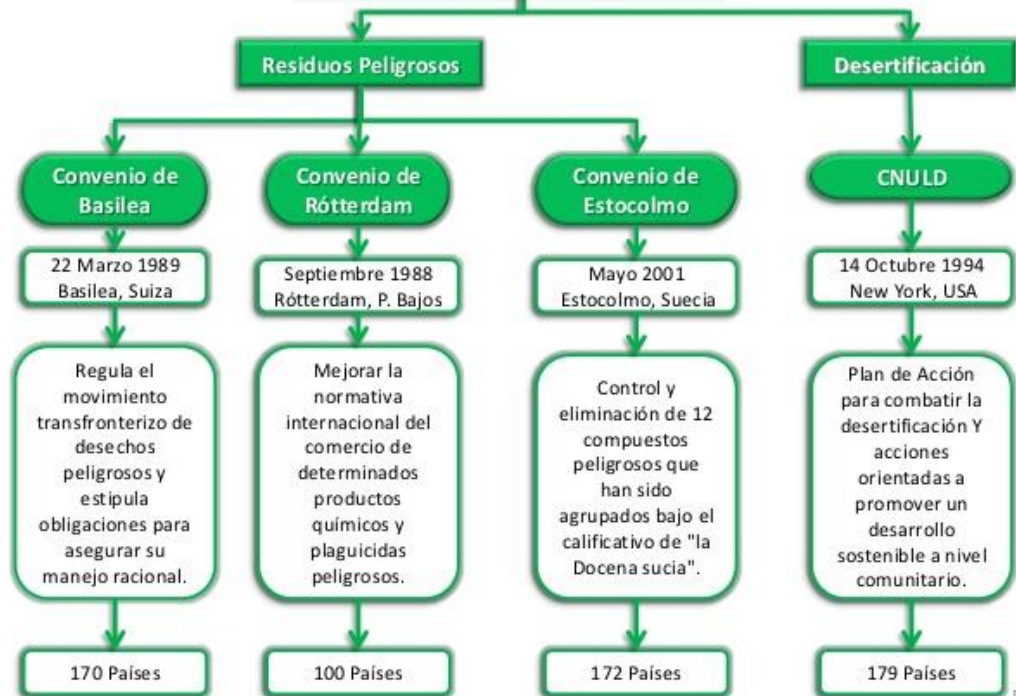 Residuos Peligrosos
Desertificación
Convenio de
Basilea
Convenio de
Rótterdam
Convenio de
Estocolmo
CNULD
22 Marzo 1989
Basilea, Suiza
Septiembre 1988
Rótterdam, P. Bajos
Mayo 2001
Estocolmo, Suecia
14 Octubre 1994
New York, USA
Regula el
movimiento
transfronterizo de
desechos
peligrosos y
estipula
obligaciones para
asegurar su
manejo racional.
Mejorar la
normativa
internacional del
comercio de
determinados
productos
químicos y
plaguicidas
peligrosos.
Control y
eliminación de 12
compuestos
peligrosos que
han sido
agrupados bajo el
calificativo de "la
Docena sucia".
Plan de Acción
para combatir la
desertificación Y
acciones
orientadas a
promover un
desarrollo
sostenible a nivel
comunitario.
170 Países
100 Países
172 Países
179 Países